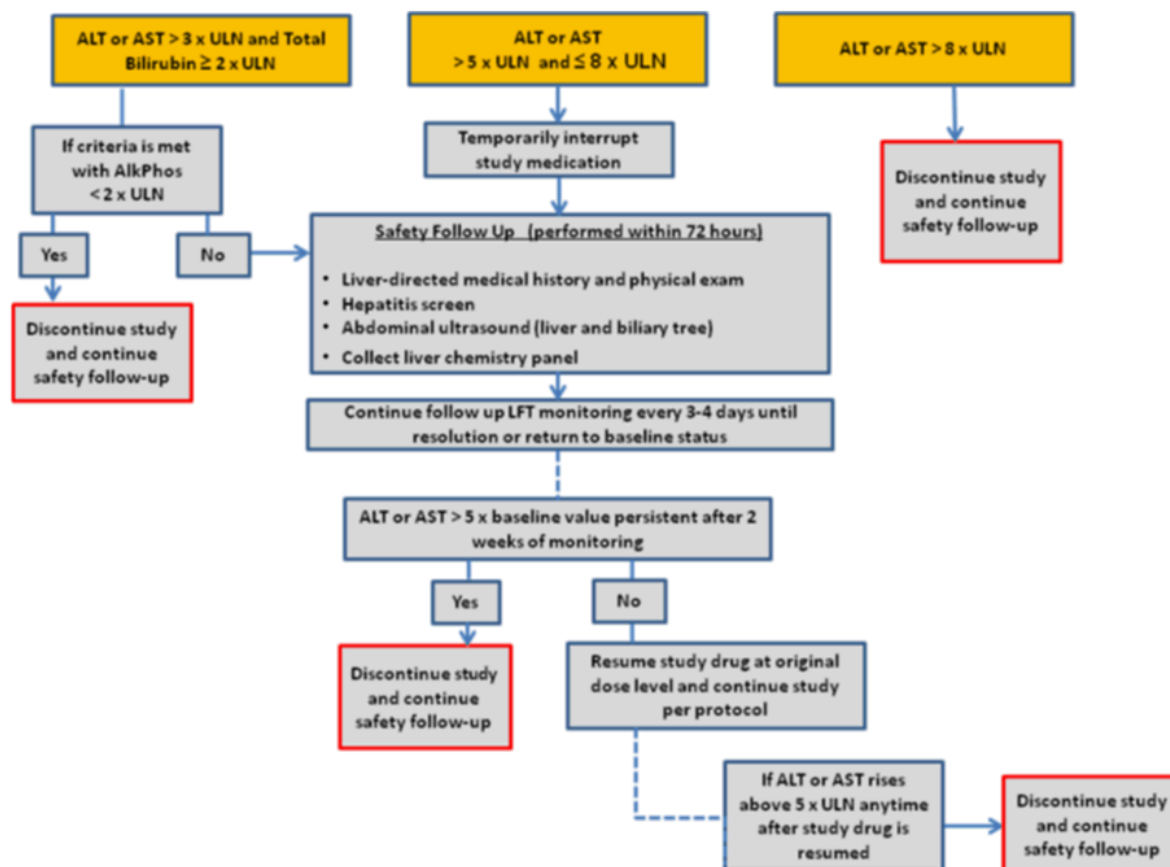 ALT or AST > 3 x ULN and Total
Bilirubin ≥ 2 x ULN
ALT or AST
> 5 x ULN and ≤ 8 x ULN
ALT or AST > 8 x ULN
If criteria is met
with AlkPhos
< 2 x ULN
Temporarily interrupt
study medication
Discontinue study
and continue
safety follow-up
Yes
No
Safety Follow Up (performed within 72 hours)
• Liver-directed medical history and physical exam
• Hepatitis screen
• Abdominal ultrasound (liver and biliary tree)
• Collect liver chemistry panel
Discontinue study
and continue
safety follow-up
Continue follow up LFT monitoring every 3-4 days until
resolution or return to baseline status
ALT or AST > 5 x baseline value persistent after 2
weeks of monitoring
Yes
No
Discontinue study
and continue
safety follow-up
Resume study drug at original
dose level and continue study
per protocol
If ALT or AST rises
above 5 x ULN anytime
after study drug is
resumed
Discontinue study
and continue
safety follow-up